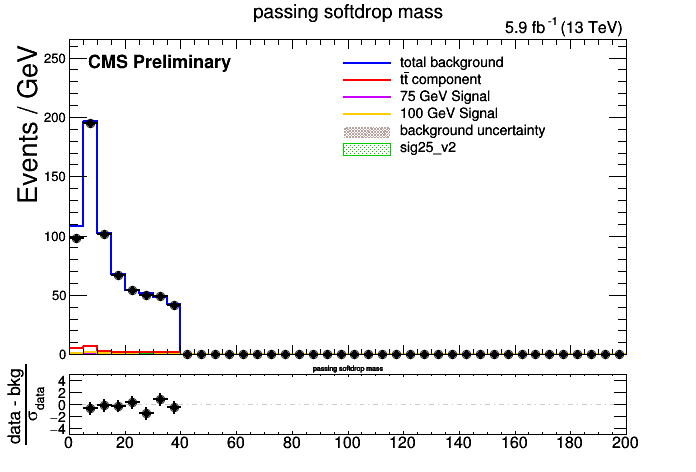 passing softdrop mass
5.9 fb⁻¹ (13 TeV)
CMS Preliminary
total background
tt̄ component
75 GeV Signal
100 GeV Signal
background uncertainty
sig25_v2
Events / GeV
250
200
150
100
50
0
passing softdrop mass
data - bkg
σ_data
4
2
0
−2
−4
0 20 40 60 80 100 120 140 160 180 200